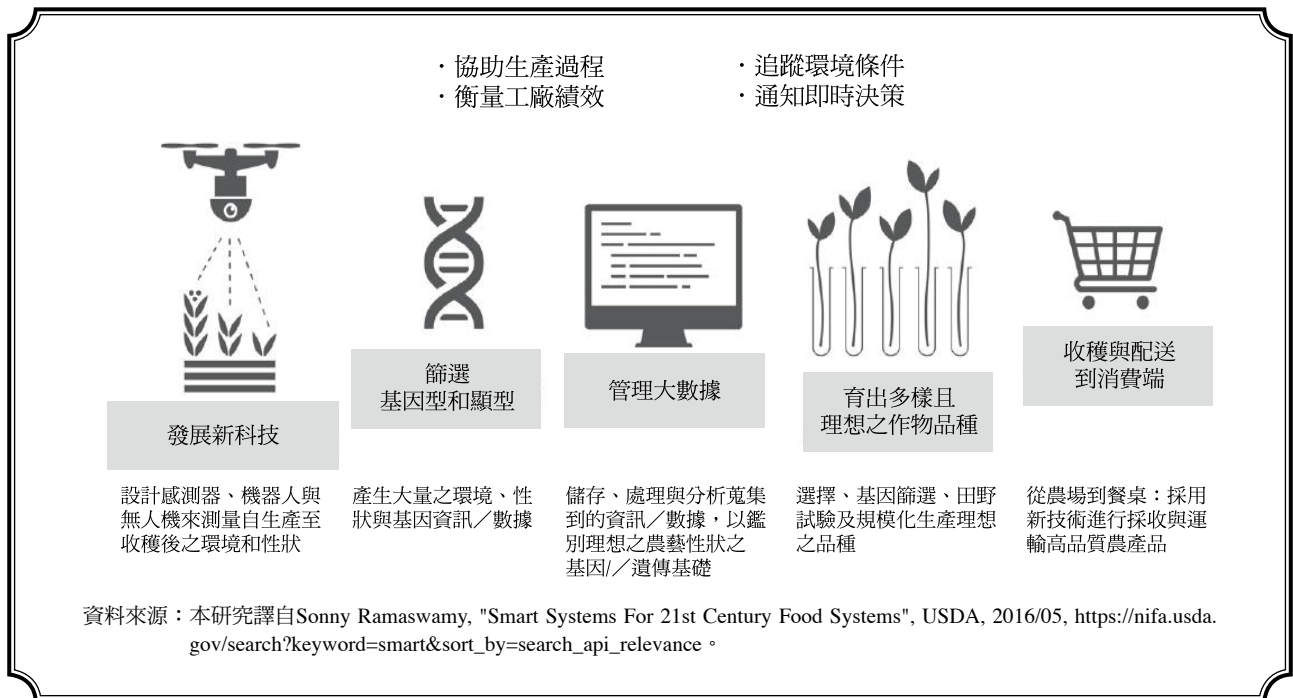 ·協助生產過程
·衡量工廠績效
·追蹤環境條件
·通知即時決策
發展新科技
設計感測器、機器人與
無人機來測量自生產至
收穫後之環境和性狀
篩選
基因型和顯型
產生大量之環境、性
狀與基因資訊／數據
管理大數據
儲存、處理與分析蒐集
到的資訊／數據，以鑑
別理想之農藝性狀之
基因/／遺傳基礎
育出多樣且
理想之作物品種
選擇、基因篩選、田野
試驗及規模化生產理想
之品種
收穫與配送
到消費端
從農場到餐桌：採用
新技術進行採收與運
輸高品質農產品
資料來源：本研究譯自Sonny Ramaswamy, "Smart Systems For 21st Century Food Systems", USDA, 2016/05, https://nifa.usda.
gov/search?keyword=smart&sort_by=search_api_relevance。